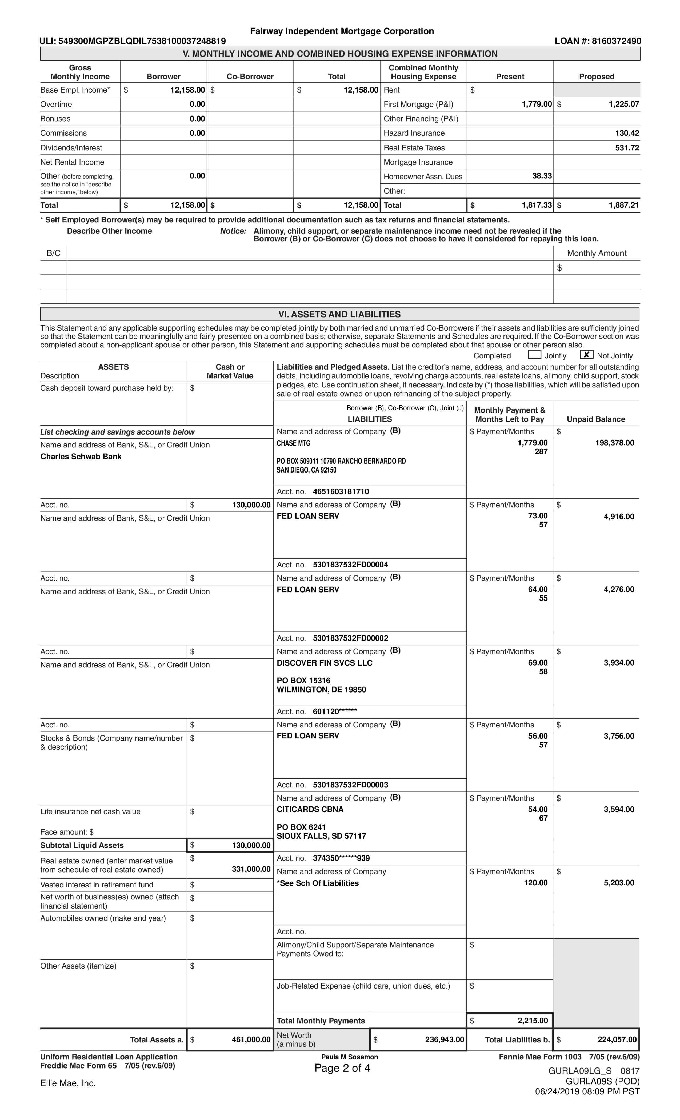 Fairway Independent Mortgage Corporation
ULI: 549300MGPZBLQDIL7538100037248819 LOAN #: 8160372490
V. MONTHLY INCOME AND COMBINED HOUSING EXPENSE INFORMATION
Gross Monthly Income Borrower Co-Borrower Total Combined Monthly Housing Expense Present Proposed
Base Empl. Income* $ 12,158.00 $ $ 12,158.00 Rent $
Overtime 0.00 First Mortgage (P&I) 1,779.00 $ 1,225.07
Bonuses 0.00 Other Financing (P&I)
Commissions 0.00 Hazard Insurance 130.42
Dividends/Interest Real Estate Taxes 531.72
Net Rental Income Mortgage Insurance
Other (before completing, see the notice in "describe other income," below) 0.00 Homeowner Assn. Dues 38.33
Other:
Total $ 12,158.00 $ $ 12,158.00 Total $ 1,817.33 $ 1,887.21
* Self Employed Borrower(s) may be required to provide additional documentation such as tax returns and financial statements.
Describe Other Income Notice: Alimony, child support, or separate maintenance income need not be revealed if the
Borrower (B) or Co-Borrower (C) does not choose to have it considered for repaying this loan.
B/C Monthly Amount
$
VI. ASSETS AND LIABILITIES
This Statement and any applicable supporting schedules may be completed jointly by both married and unmarried Co-Borrowers if their assets and liabilities are sufficiently joined
so that the Statement can be meaningfully and fairly presented on a combined basis; otherwise, separate Statements and Schedules are required. If the Co-Borrower section was
completed about a non-applicant spouse or other person, this Statement and supporting schedules must be completed about that spouse or other person also.
Completed Jointly X Not Jointly
ASSETS
Description
Cash or Market Value
Liabilities and Pledged Assets. List the creditor's name, address, and account number for all outstanding
debts, including automobile loans, revolving charge accounts, real estate loans, alimony, child support, stock
pledges, etc. Use continuation sheet, if necessary. Indicate by (*) those liabilities, which will be satisfied upon
sale of real estate owned or upon refinancing of the subject property.
Cash deposit toward purchase held by: $
Borrower (B), Co-Borrower (C), Joint (J)
LIABILITIES Monthly Payment & Months Left to Pay Unpaid Balance
List checking and savings accounts below Name and address of Company (B) $ Payment/Months $
Name and address of Bank, S&L, or Credit Union CHASE MTG 1,779.00 198,378.00
287
Charles Schwab Bank
PO BOX 509011 10790 RANCHO BERNARDO RD
SAN DIEGO, CA 92150
Acct. no. 4651603181710
Acct. no. $ 130,000.00 Name and address of Company (B) $ Payment/Months $
Name and address of Bank, S&L, or Credit Union FED LOAN SERV 73.00 4,916.00
57
Acct. no. 5301837532FD00004
Acct. no. $ Name and address of Company (B) $ Payment/Months $
Name and address of Bank, S&L, or Credit Union FED LOAN SERV 64.00 4,276.00
55
Acct. no. 5301837532FD00002
Acct. no. $ Name and address of Company (B) $ Payment/Months $
Name and address of Bank, S&L, or Credit Union DISCOVER FIN SVCS LLC 69.00 3,934.00
58
PO BOX 15316
WILMINGTON, DE 19850
Acct. no. 601120******
Acct. no. $ Name and address of Company (B) $ Payment/Months $
Stocks & Bonds (Company name/number & description) $ FED LOAN SERV 56.00 3,756.00
57
Acct. no. 5301837532FD00003
Name and address of Company (B) $ Payment/Months $
Life insurance net cash value $ CITICARDS CBNA 54.00 3,594.00
67
Face amount: $
PO BOX 6241
SIOUX FALLS, SD 57117
Subtotal Liquid Assets $ 130,000.00
Acct. no. 374350******939
Real estate owned (enter market value from schedule of real estate owned) $ 331,000.00
Name and address of Company $ Payment/Months $
*See Sch Of Liabilities 120.00 5,203.00
Vested interest in retirement fund $
Net worth of business(es) owned (attach financial statement) $
Automobiles owned (make and year) $
Acct. no.
Alimony/Child Support/Separate Maintenance Payments Owed to: $
Other Assets (itemize) $
Job-Related Expense (child care, union dues, etc.) $
Total Monthly Payments $ 2,215.00
Total Assets a. $ 461,000.00 Net Worth (a minus b) $ 236,943.00 Total Liabilities b. $ 224,057.00
Uniform Residential Loan Application
Freddie Mac Form 65 7/05 (rev.6/09)
Paula M Sosamon
Fannie Mae Form 1003 7/05 (rev.6/09)
Page 2 of 4
Ellie Mae, Inc.
GURLA09LG_S 0817
GURLA09S (POD)
06/24/2019 08:09 PM PST